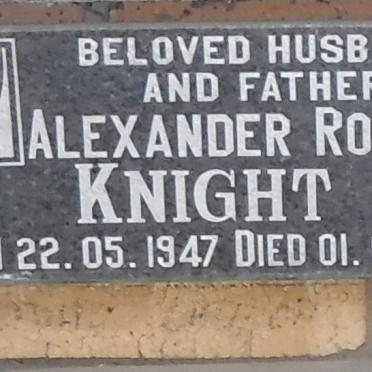 BELOVED HUSB
AND FATHER
ALEXANDER RO
KNIGHT
22.05.1947 DIED 01.